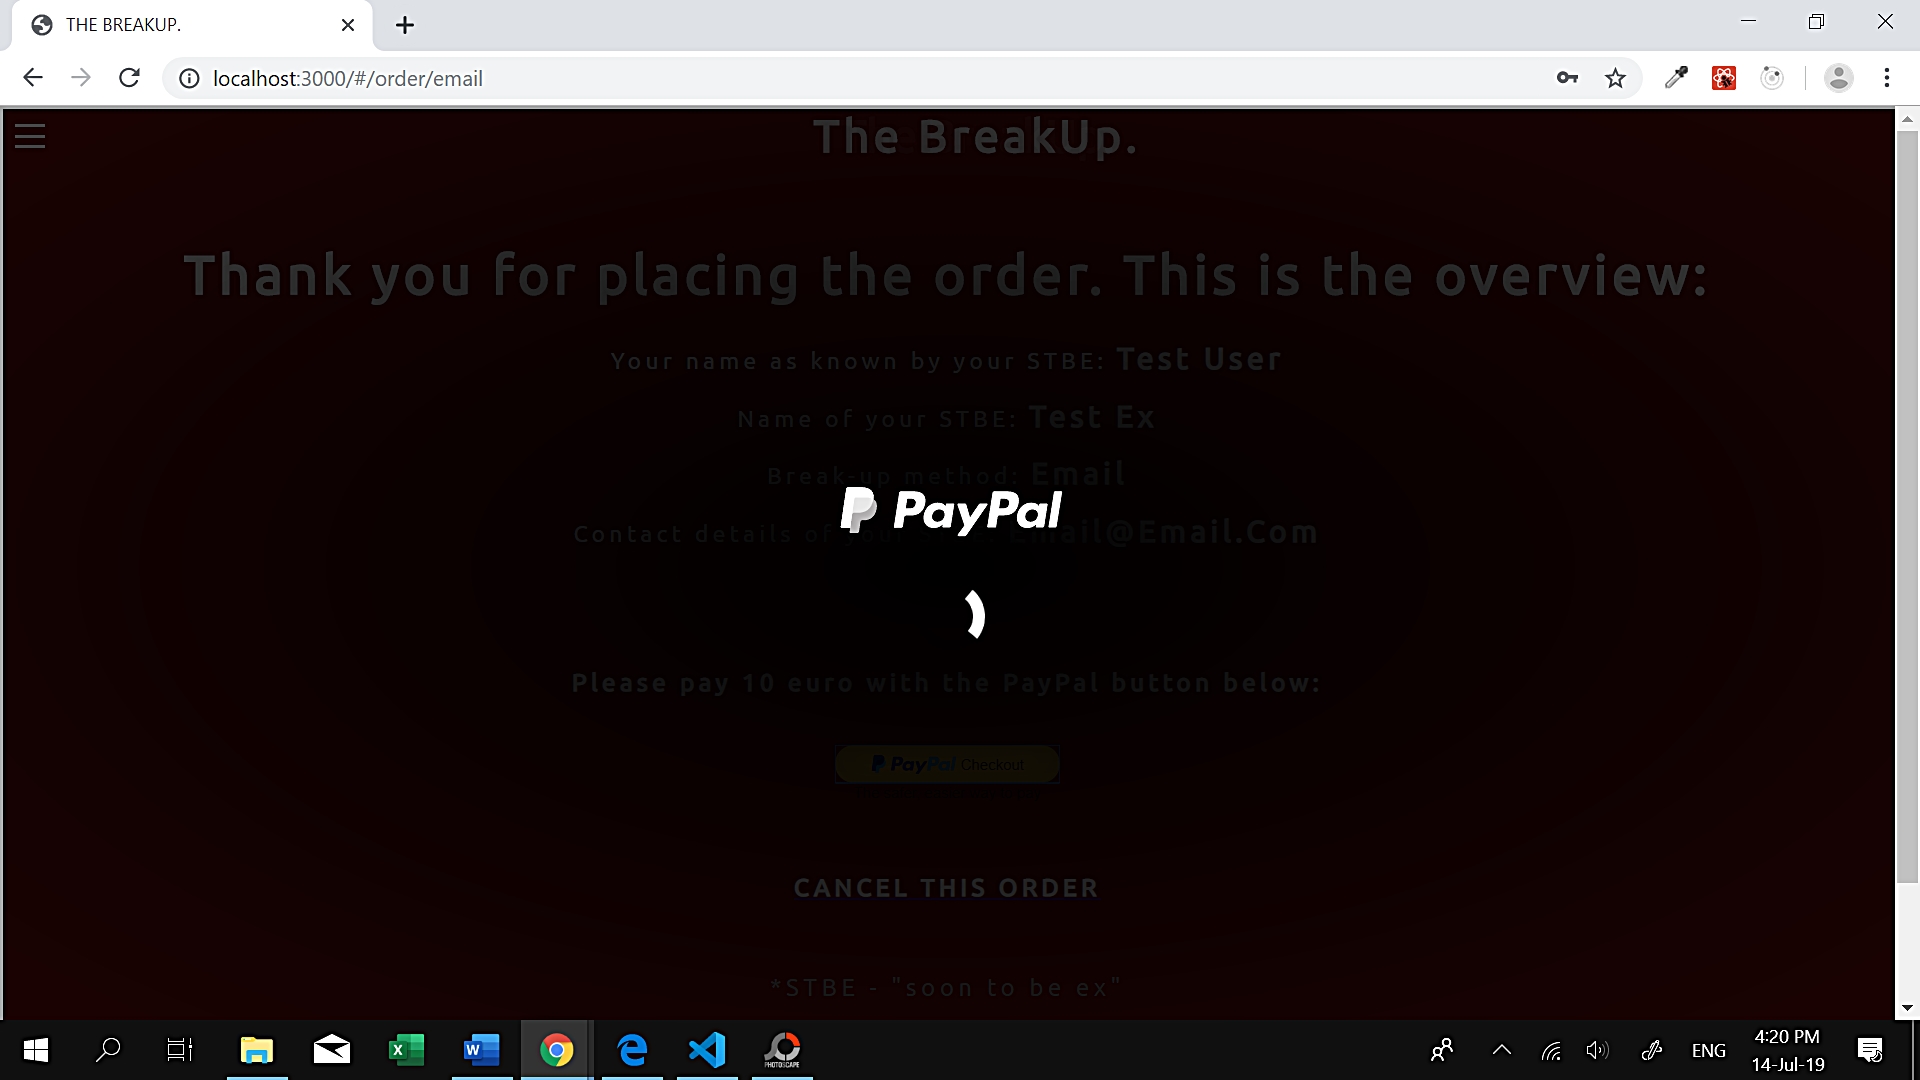 THE BREAKUP.
localhost:3000/#/order/email
The BreakUp.
Thank you for placing the order. This is the overview:
Your name as known by your STBE: Test User
Name of your STBE: Test Ex
Break-up method: Email
PayPal
Contact details of your Email@Email.Com
Please pay 10 euro with the PayPal button below:
PayPal Checkout
CANCEL THIS ORDER
*STBE - "soon to be ex"
ENG
4:20 PM
14-Jul-19
PHOTOSCAPE